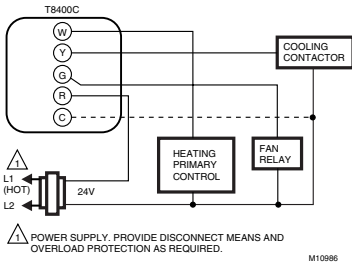 T8400C
W
Y
G
R
C
COOLING
CONTACTOR
HEATING
PRIMARY
CONTROL
FAN
RELAY
1
L1
(HOT)
L2
24V
1 POWER SUPPLY. PROVIDE DISCONNECT MEANS AND
OVERLOAD PROTECTION AS REQUIRED.
M10986